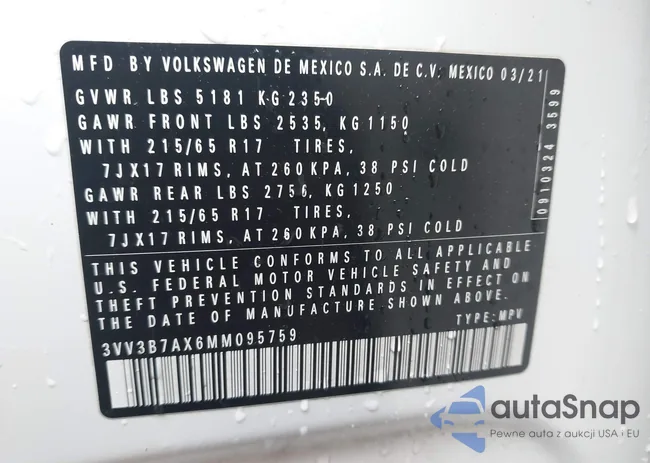 MFD BY VOLKSWAGEN DE MEXICO S.A. DE C.V. MEXICO 03/21
GVWR LBS 5181 KG 2350
GAWR FRONT LBS 2535, KG 1150
WITH 215/65 R17 TIRES,
7JX17 RIMS, AT 260 KPA, 38 PSI COLD
GAWR REAR LBS 2756, KG 1250
WITH 215/65 R17 TIRES,
7JX17 RIMS, AT 260 KPA, 38 PSI COLD
THIS VEHICLE CONFORMS TO ALL APPLICABLE
U.S. FEDERAL MOTOR VEHICLE SAFETY AND
THEFT PREVENTION STANDARDS IN EFFECT ON
THE DATE OF MANUFACTURE SHOWN ABOVE.
3VV3B7AX6MM095759 TYPE: MPV
0910324 3599
autoSnap
Pewne auta z aukcji USA i EU